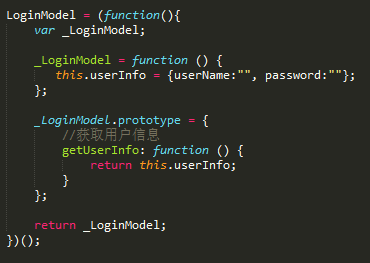 LoginModel = (function(){
    var _LoginModel;

    _LoginModel = function () {
       this.userInfo = {userName:"", password:""};
    };

    _LoginModel.prototype = {
        //获取用户信息
        getUserInfo: function () {
            return this.userInfo;
        }
    };

    return _LoginModel;
})();